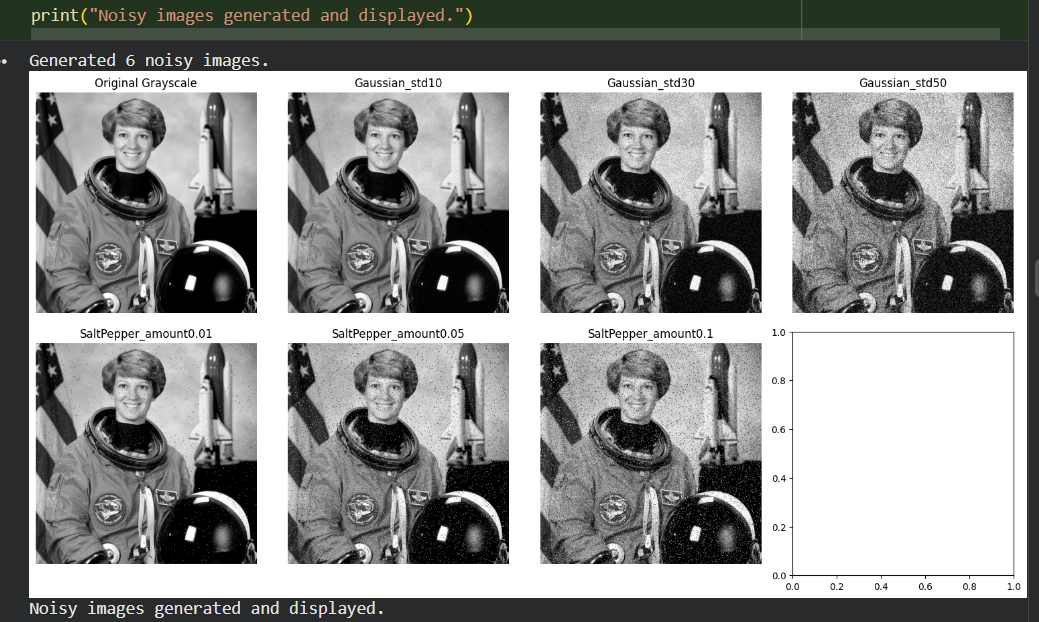 print("Noisy images generated and displayed.")
Generated 6 noisy images.
Original Grayscale
Gaussian_std10
Gaussian_std30
Gaussian_std50
SaltPepper_amount0.01
SaltPepper_amount0.05
SaltPepper_amount0.1
1.0
0.8
0.6
0.4
0.2
0.0
0.0 0.2 0.4 0.6 0.8 1.0
Noisy images generated and displayed.